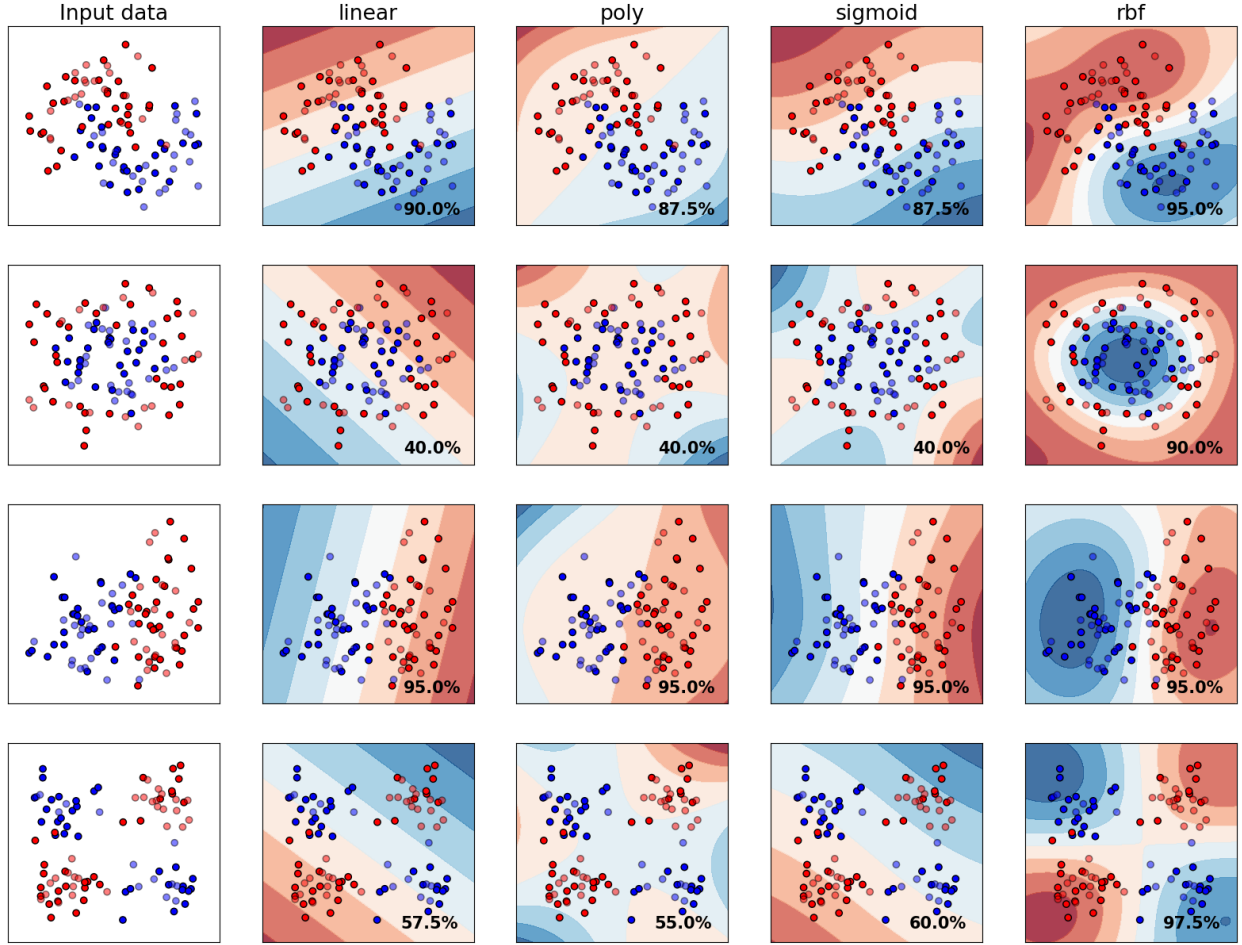 Input data linear poly sigmoid rbf
90.0% 87.5% 87.5% 95.0%
40.0% 40.0% 40.0% 90.0%
95.0% 95.0% 95.0% 95.0%
57.5% 55.0% 60.0% 97.5%